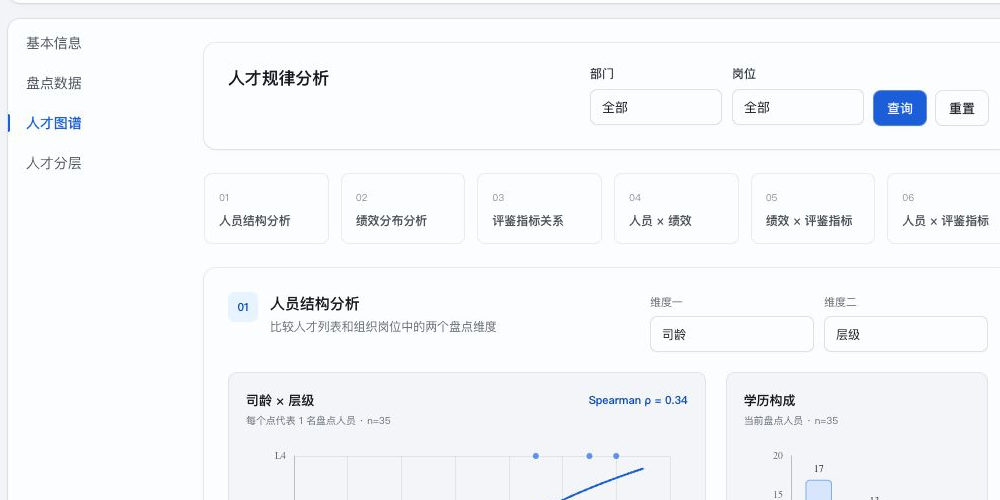 基本信息
盘点数据
人才图谱
人才分层
人才规律分析
部门
岗位
全部
全部
查询
重置
01
人员结构分析
02
绩效分布分析
03
评鉴指标关系
04
人员 × 绩效
05
绩效 × 评鉴指标
06
人员 × 评鉴指标
01
人员结构分析
比较人才列表和组织岗位中的两个盘点维度
维度一
维度二
司龄
层级
司龄 × 层级
Spearman ρ = 0.34
每个点代表 1 名盘点人员 · n=35
L4
学历构成
当前盘点人员 · n=35
20
17
15